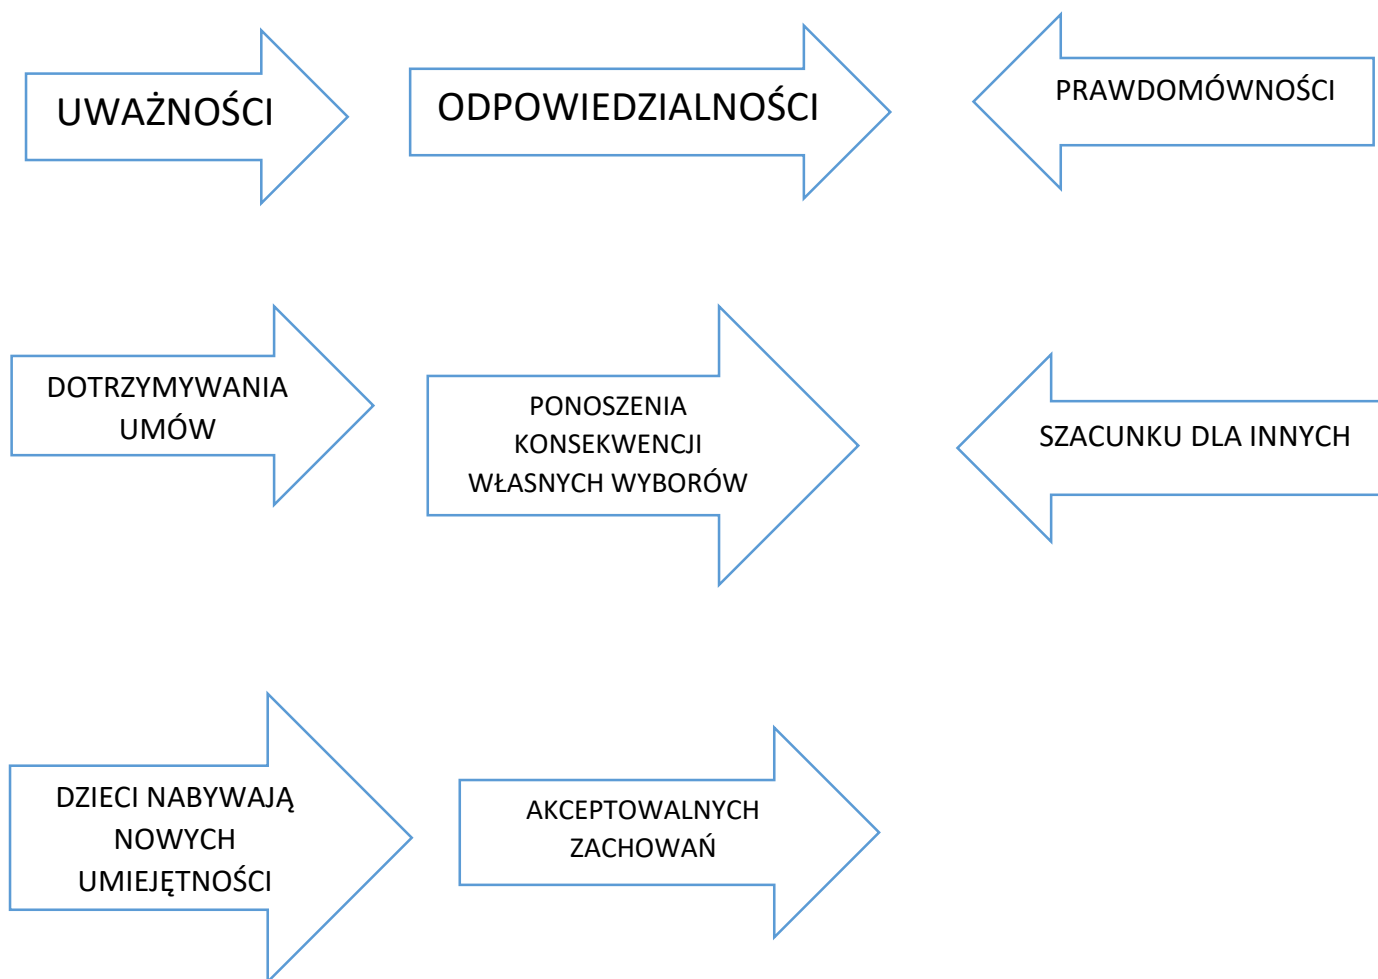 UWAŻNOŚCI
ODPOWIEDZIALNOŚCI
PRAWDOMÓWNOŚCI
DOTRZYMYWANIA
UMÓW
PONOSZENIA
KONSEKWENCJI
WŁASNYCH WYBORÓW
SZACUNKU DLA INNYCH
DZIECI NABYWAJĄ
NOWYCH
UMIEJĘTNOŚCI
AKCEPTOWALNYCH
ZACHOWAŃ